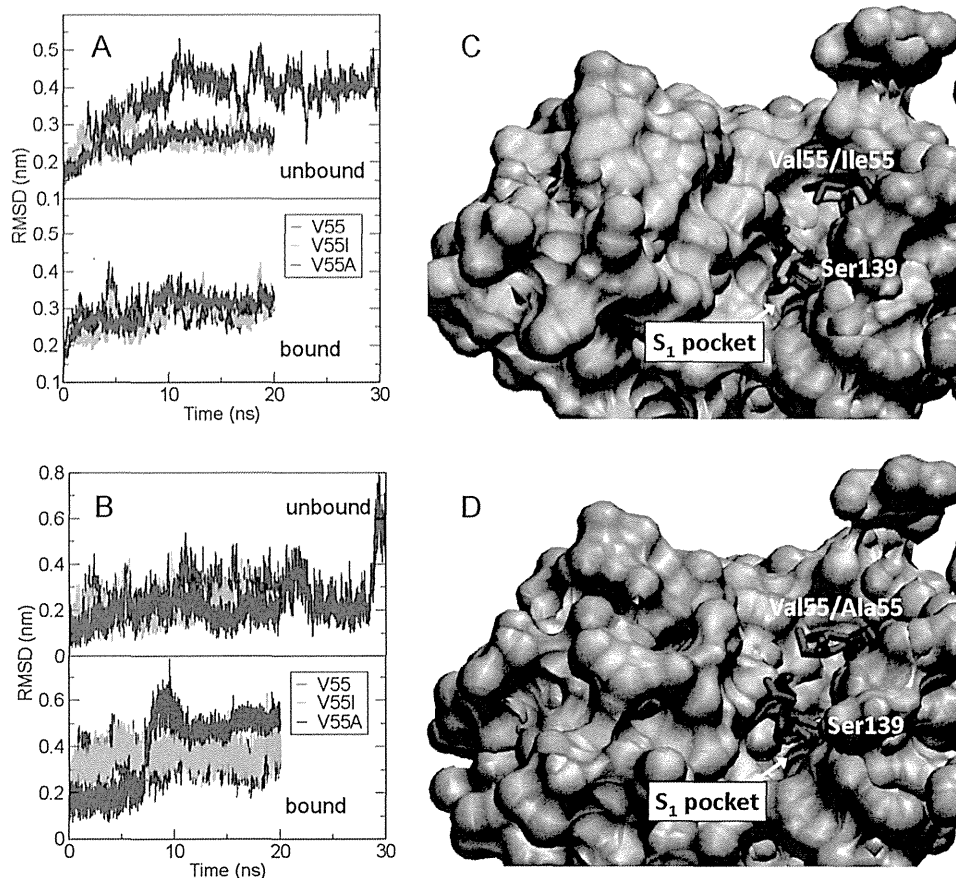 A
0.5
0.4
0.3
0.2
0.1
unbound
RMSD (nm)
V55
V55I
V55A
0.5
0.4
0.3
0.2
0.1
bound
0 10 20 30
Time (ns)
C
Val55/Ile55
Ser139
S₁ pocket
B
0.8
0.6
0.4
0.2
0
unbound
RMSD (nm)
V55
V55I
V55A
0.6
0.4
0.2
0
bound
0 10 20 30
Time (ns)
D
Val55/Ala55
Ser139
S₁ pocket